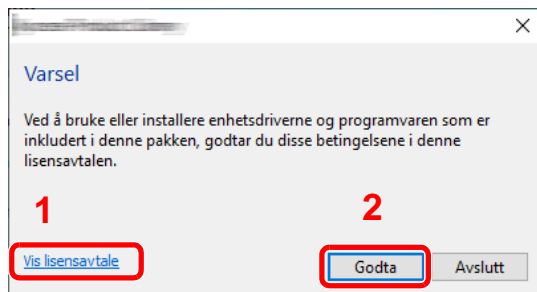 Varsel
Ved å bruke eller installere enhetsdriverne og programvaren som er
inkludert i denne pakken, godtar du disse betingelsene i denne
lisensavtalen.
1
2
Vis lisensavtale
Godta
Avslutt